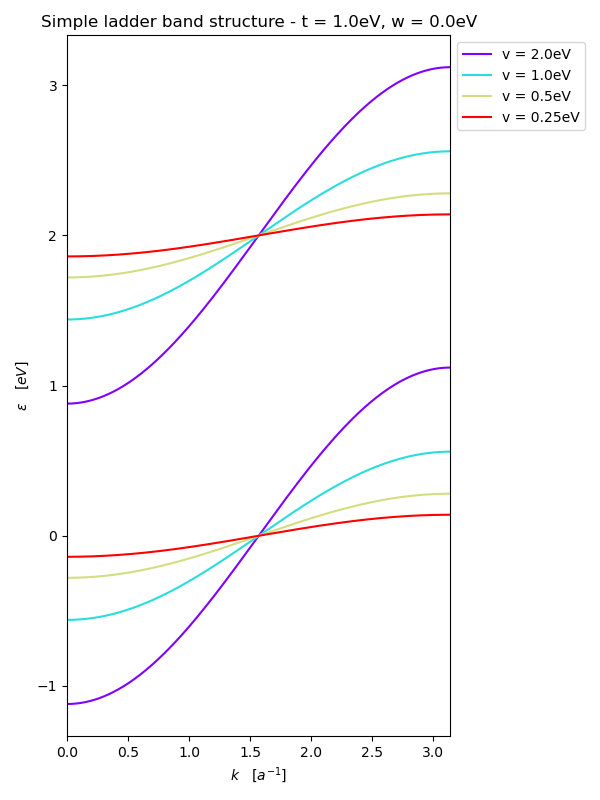 Simple ladder band structure - t = 1.0eV, w = 0.0eV
v = 2.0eV
v = 1.0eV
v = 0.5eV
v = 0.25eV
3
2
1
0
−1
ε [eV]
0.0 0.5 1.0 1.5 2.0 2.5 3.0
k [a⁻¹]